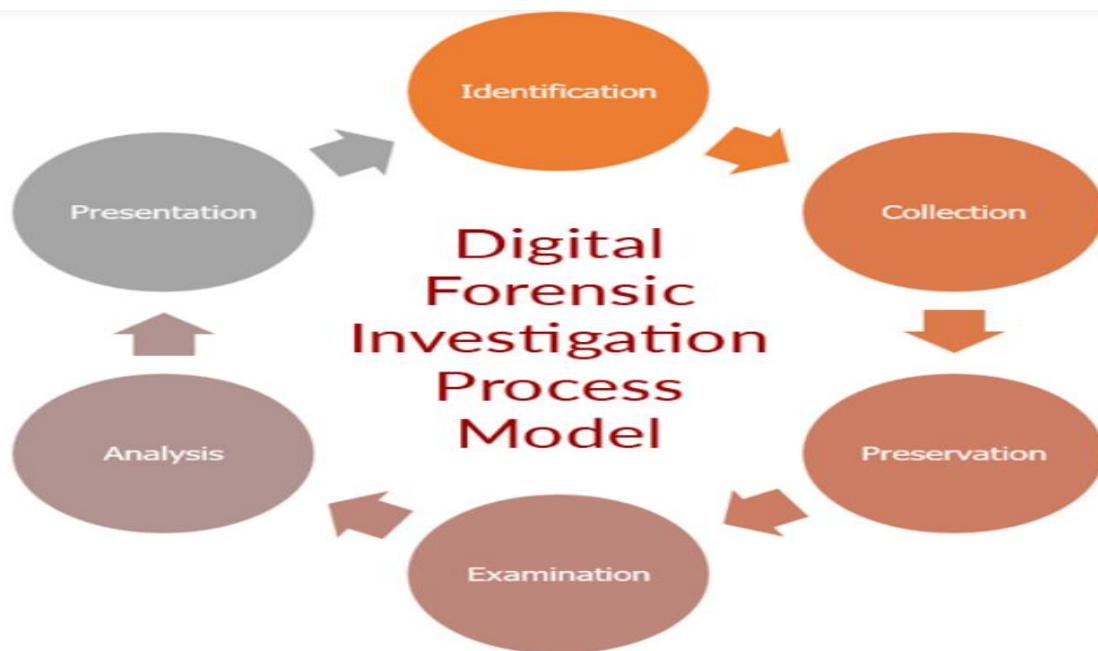 Identification
Collection
Preservation
Examination
Analysis
Presentation
Digital
Forensic
Investigation
Process
Model